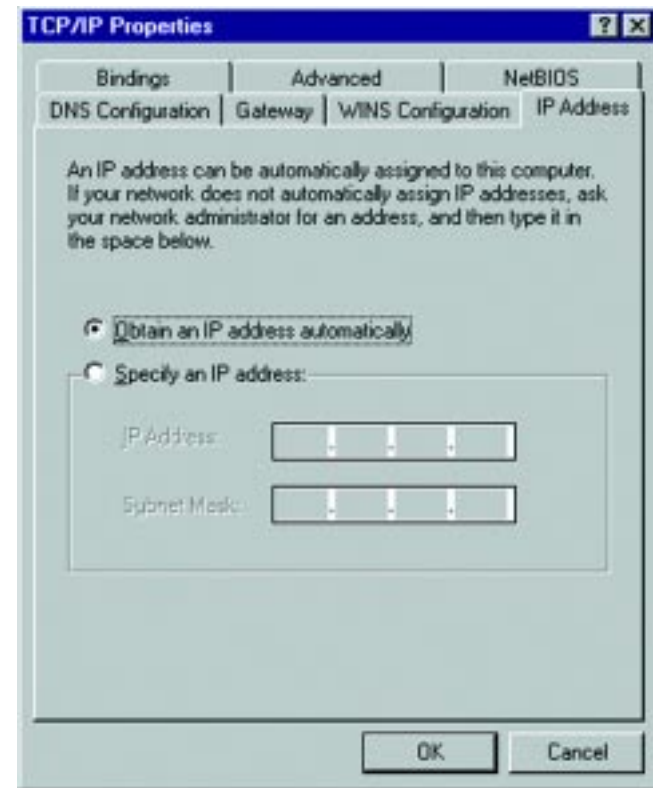 TCP/IP Properties
Bindings Advanced NetBIOS
DNS Configuration Gateway WINS Configuration IP Address
An IP address can be automatically assigned to this computer.
If your network does not automatically assign IP addresses, ask
your network administrator for an address, and then type it in
the space below.
Obtain an IP address automatically
Specify an IP address:
IP Address:
Subnet Mask:
OK Cancel